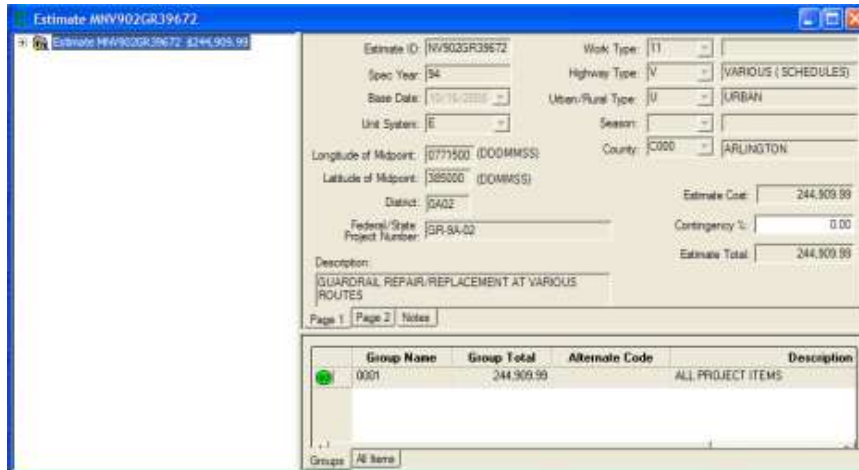 Estimate MNV902GR39672
Estimate MNV902GR39672 $244,909.99
Estimate ID: NV902GR39672 Work Type: 11
Spec Year: 94 Highway Type: V VARIOUS ( SCHEDULES)
Base Date: Urban/Rural Type: U URBAN
Unit System: E Season:
Longitude of Midpoint: 0771500 (DDDMMSS) County: C000 ARLINGTON
Latitude of Midpoint: 385000 (DDMMSS)
District: Estimate Cost: 244,909.99
Federal/State Project Number: GR-9A-02 Contingency %: 0.00
Estimate Total: 244,909.99
Description:
GUARDRAIL REPAIR/REPLACEMENT AT VARIOUS
ROUTES
Page 1 Page 2 Notes
Group Name Group Total Alternate Code Description
0001 244,909.99 ALL PROJECT ITEMS
Groups All Items